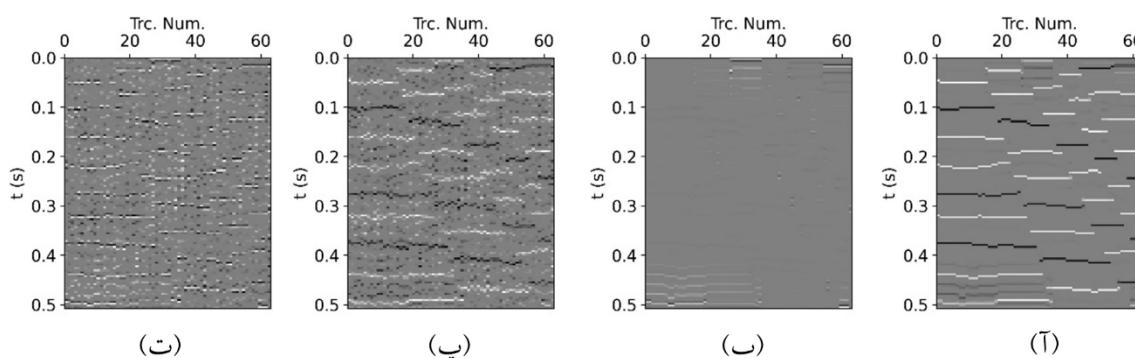 Trc. Num. Trc. Num. Trc. Num. Trc. Num.
0 20 40 60 0 20 40 60 0 20 40 60 0 20 40 60
0.0 0.0 0.0 0.0
0.1 0.1 0.1 0.1
0.2 0.2 0.2 0.2
t (s) t (s) t (s) t (s)
0.3 0.3 0.3 0.3
0.4 0.4 0.4 0.4
0.5 0.5 0.5 0.5
(آ) (ب) (پ) (ت)